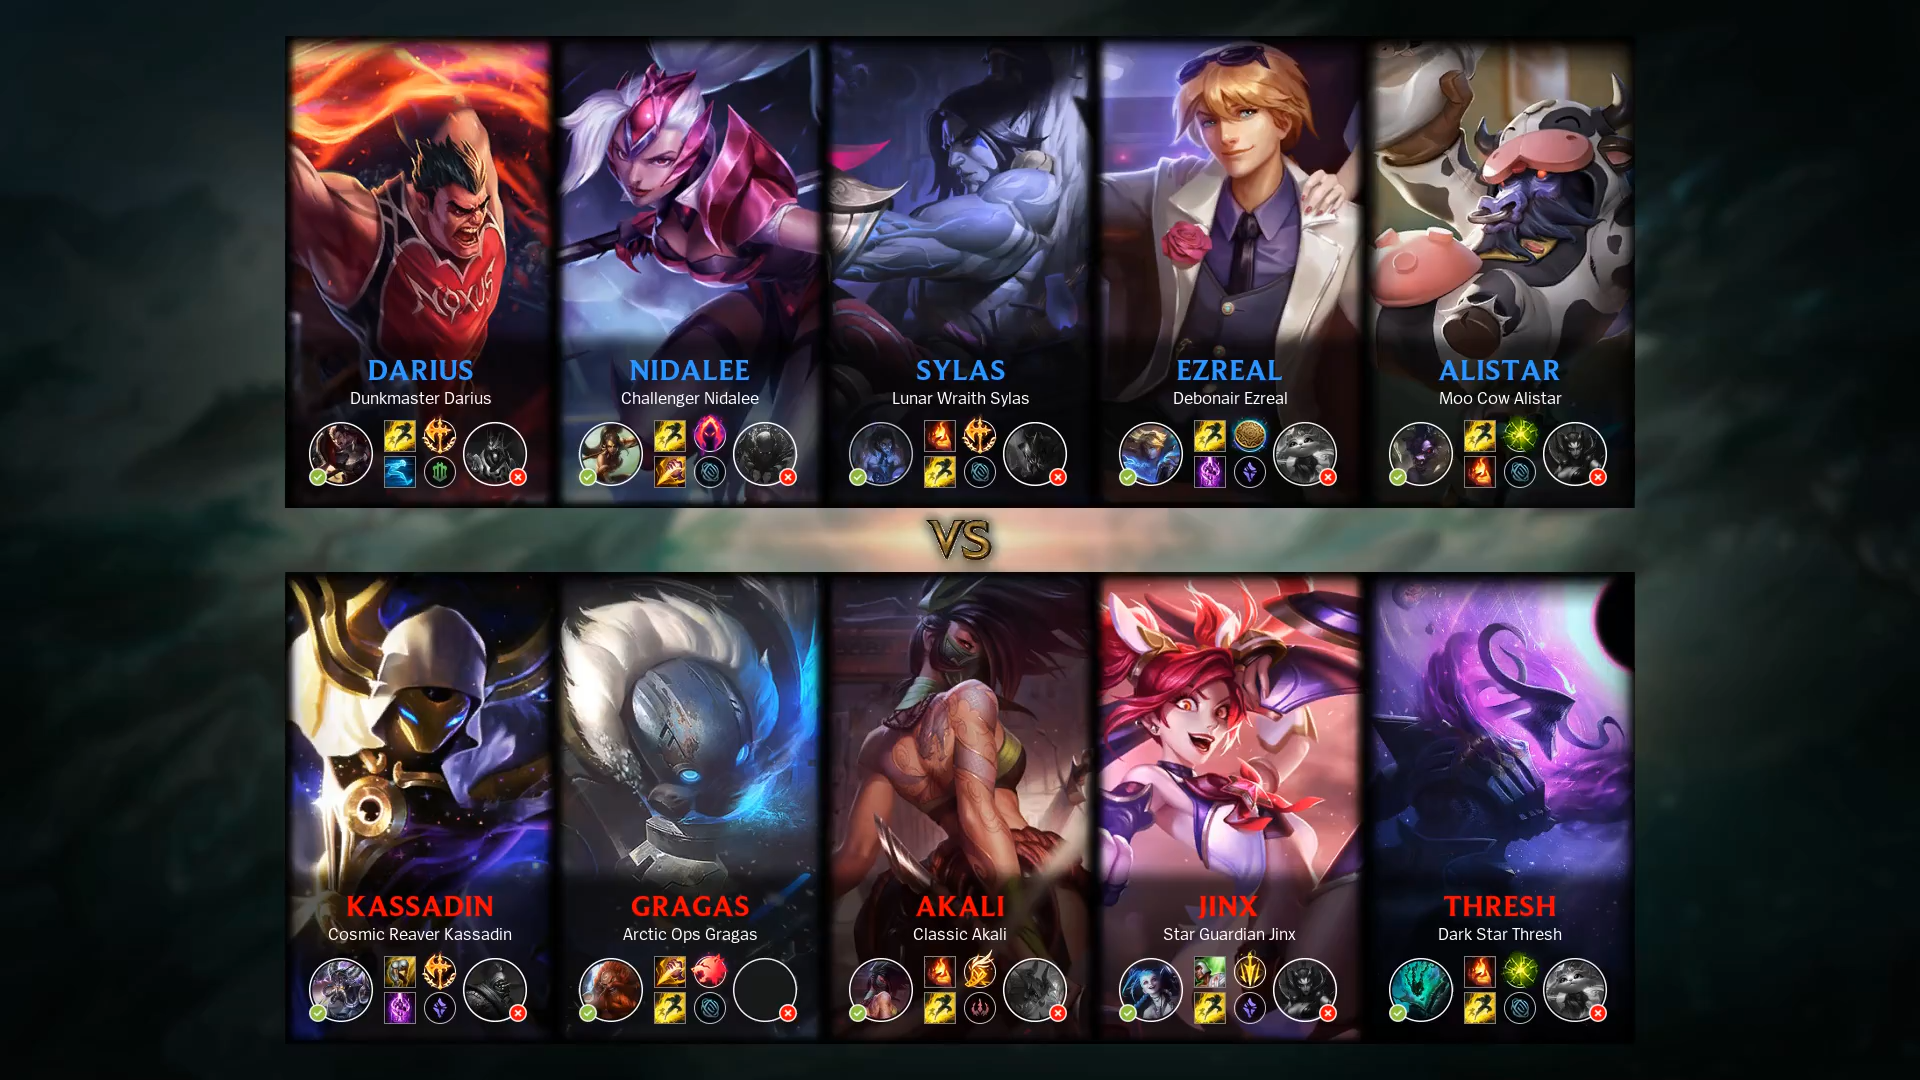 NOXUS
DARIUS
Dunkmaster Darius
NIDALEE
Challenger Nidalee
SYLAS
Lunar Wraith Sylas
EZREAL
Debonair Ezreal
ALISTAR
Moo Cow Alistar
VS
KASSADIN
Cosmic Reaver Kassadin
GRAGAS
Arctic Ops Gragas
AKALI
Classic Akali
JINX
Star Guardian Jinx
THRESH
Dark Star Thresh